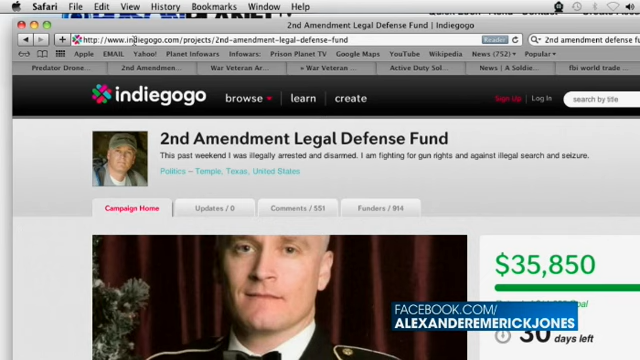 Safari File Edit View History Bookmarks Window Help
2nd Amendment Legal Defense Fund | Indiegogo
http://www.indiegogo.com/projects/2nd-amendment-legal-defense-fund Reader 2nd amendment defense fu
Apple EMAIL Yahoo! Planet Infowars Infowars: Prison Planet TV Google Maps YouTube Wikipedia News (752) Popular
Predator Drone... 2nd Amendment... War Veteran Ar... » War Veteran ... Active Duty Sol... News | A Soldie... fbi world trade ...
indiegogo browse learn create Sign Up Log In search by title
2nd Amendment Legal Defense Fund
This past weekend I was illegally arrested and disarmed. I am fighting for gun rights and against illegal search and seizure.
Politics – Temple, Texas, United States
Campaign Home Updates / 0 Comments / 551 Funders / 914
$35,850
FACEBOOK.COM/
ALEXANDEREMERICKJONES
30 days left